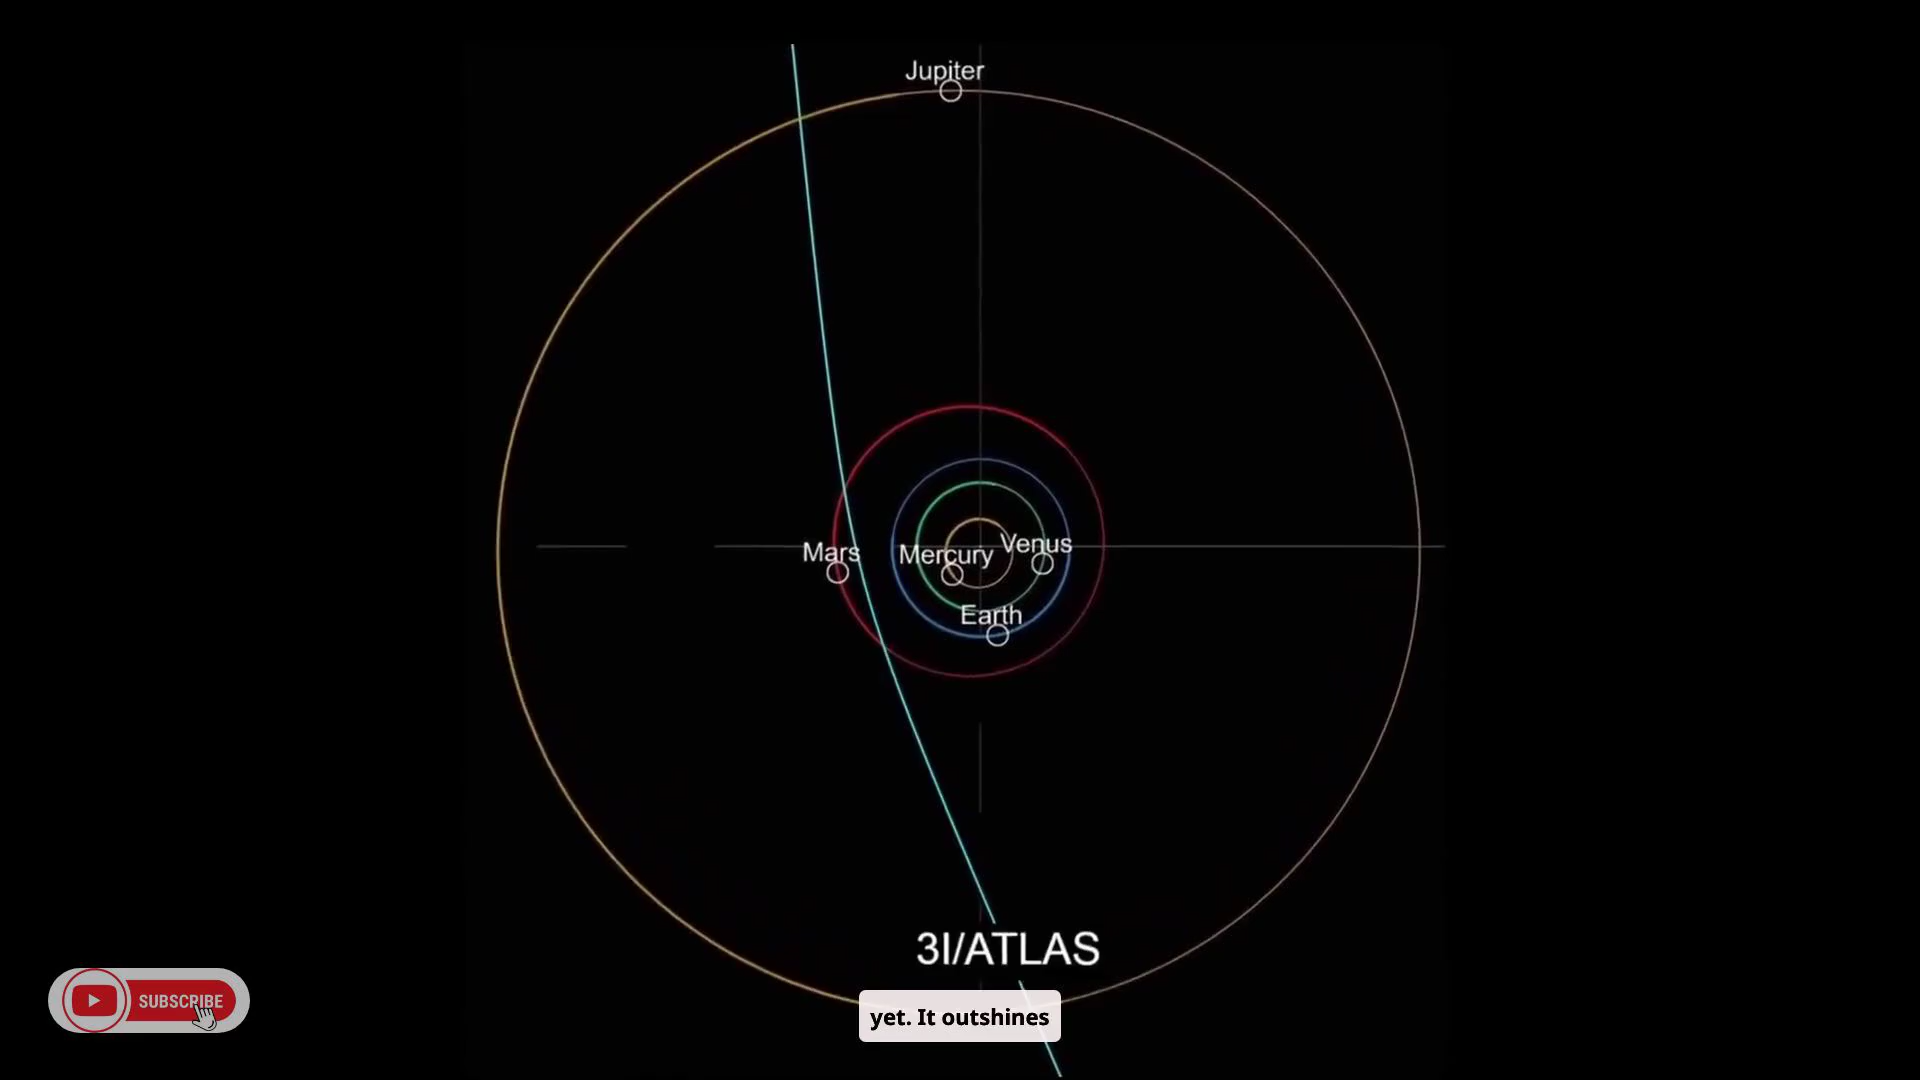 Jupiter
Mars
Mercury
Venus
Earth
3I/ATLAS
SUBSCRIBE
yet. It outshines